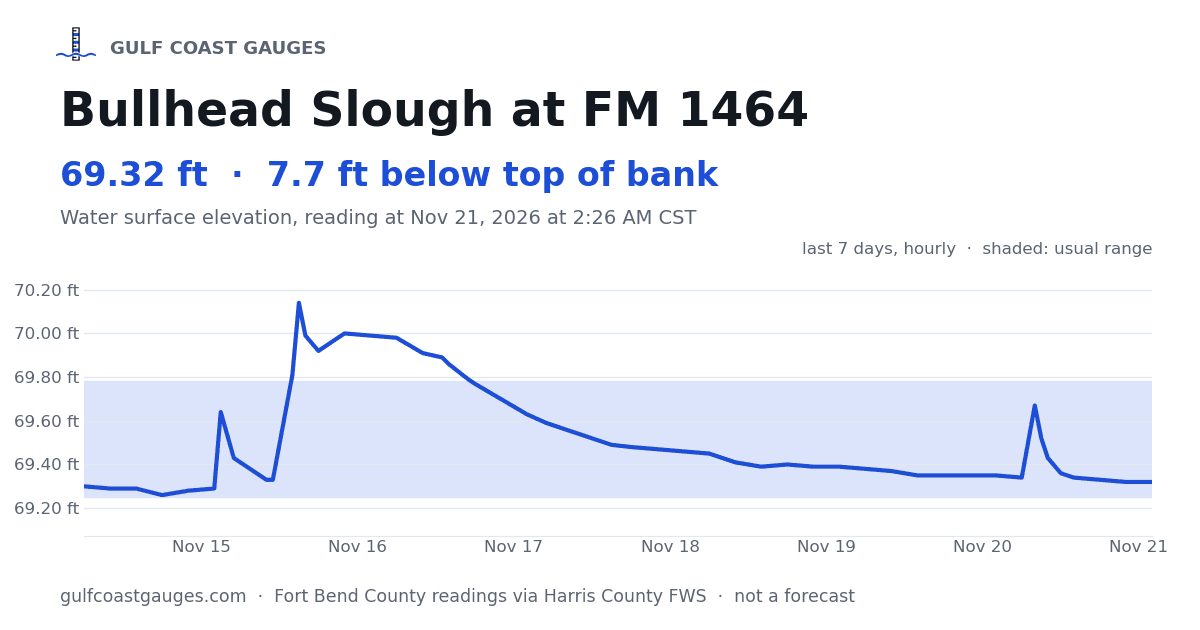 GULF COAST GAUGES
Bullhead Slough at FM 1464
69.32 ft · 7.7 ft below top of bank
Water surface elevation, reading at Nov 21, 2026 at 2:26 AM CST
last 7 days, hourly · shaded: usual range
70.20 ft
70.00 ft
69.80 ft
69.60 ft
69.40 ft
69.20 ft
Nov 15 Nov 16 Nov 17 Nov 18 Nov 19 Nov 20 Nov 21
gulfcoastgauges.com · Fort Bend County readings via Harris County FWS · not a forecast